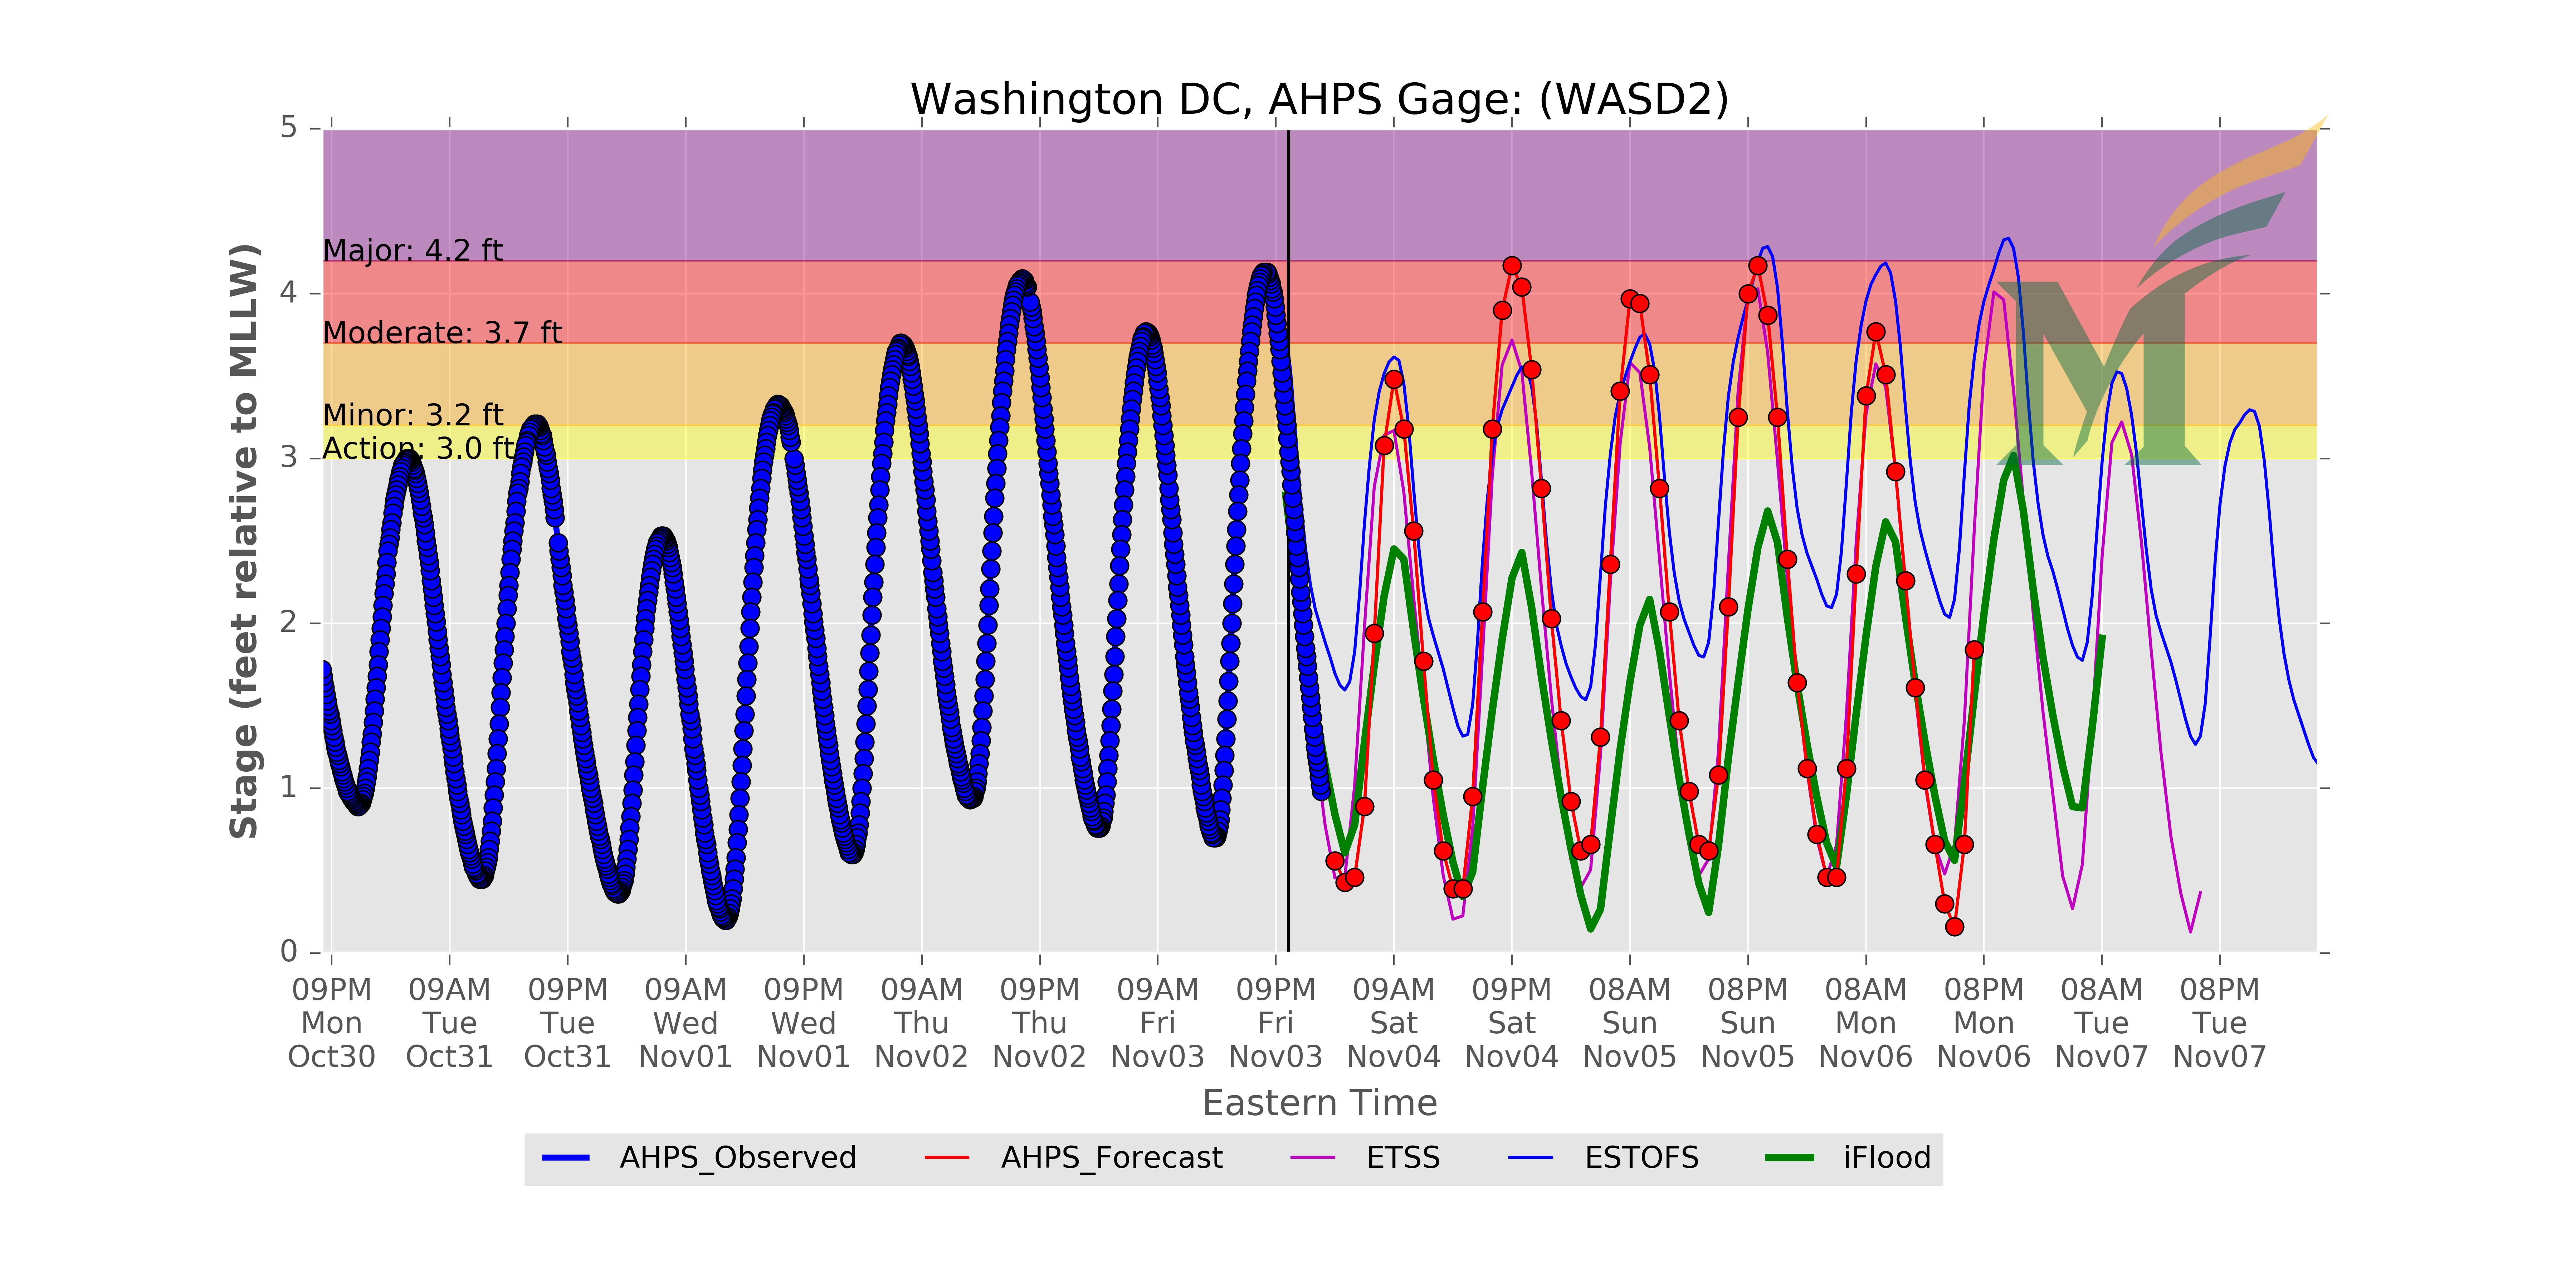 Washington DC, AHPS Gage: (WASD2)
Stage (feet relative to MLLW)
5
4
3
2
1
0
Major: 4.2 ft
Moderate: 3.7 ft
Minor: 3.2 ft
Action: 3.0 ft
09PM 09AM 09PM 09AM 09PM 09AM 09PM 09AM 09PM 09AM 09PM 08AM 08PM 08AM 08PM 08AM 08PM
Mon Tue Tue Wed Wed Thu Thu Fri Fri Sat Sat Sun Sun Mon Mon Tue Tue
Oct30 Oct31 Oct31 Nov01 Nov01 Nov02 Nov02 Nov03 Nov03 Nov04 Nov04 Nov05 Nov05 Nov06 Nov06 Nov07 Nov07
Eastern Time
AHPS_Observed AHPS_Forecast ETSS ESTOFS iFlood
M